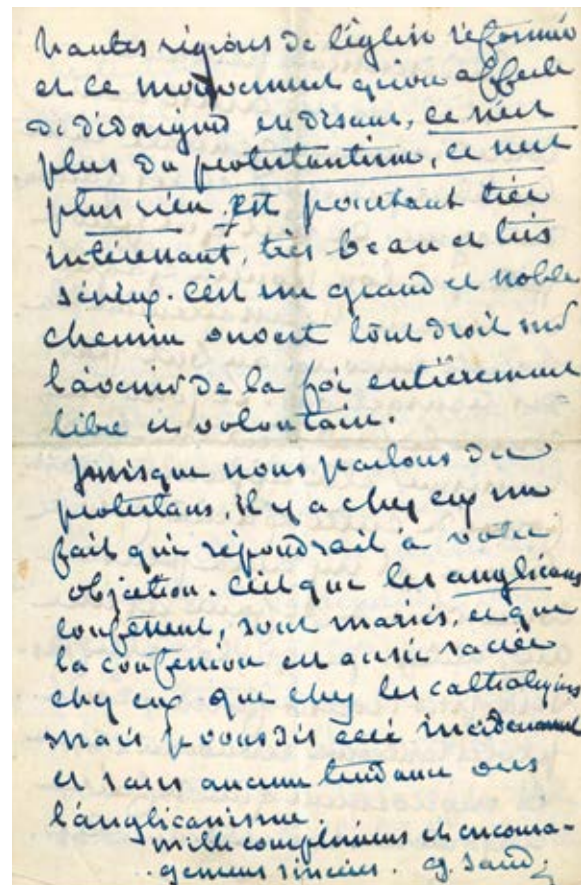 hautes régions de l'église réformée
et ce mouvement qu'on affecte
de dédaigner en disant, ce n'est
plus du protestantisme, ce n'est
plus rien, est pourtant très
intéressant, très beau et très
sérieux. C'est un grand et noble
chemin ouvert tout droit sur
l'avenir de la foi entièrement
libre et volontaire.
puisque nous parlons des
protestans, il y a chez eux un
fait qui répondrait à votre
objection. C'est que les anglicans
confessent, sont mariés, et que
la confession est aussi sacrée
chez eux que chez les catholiques
mais je vous dis ceci incidemment
et sans aucune tendance vers
l'anglicanisme.
mille complimens et encoura-
gemens sincères. G. Sand